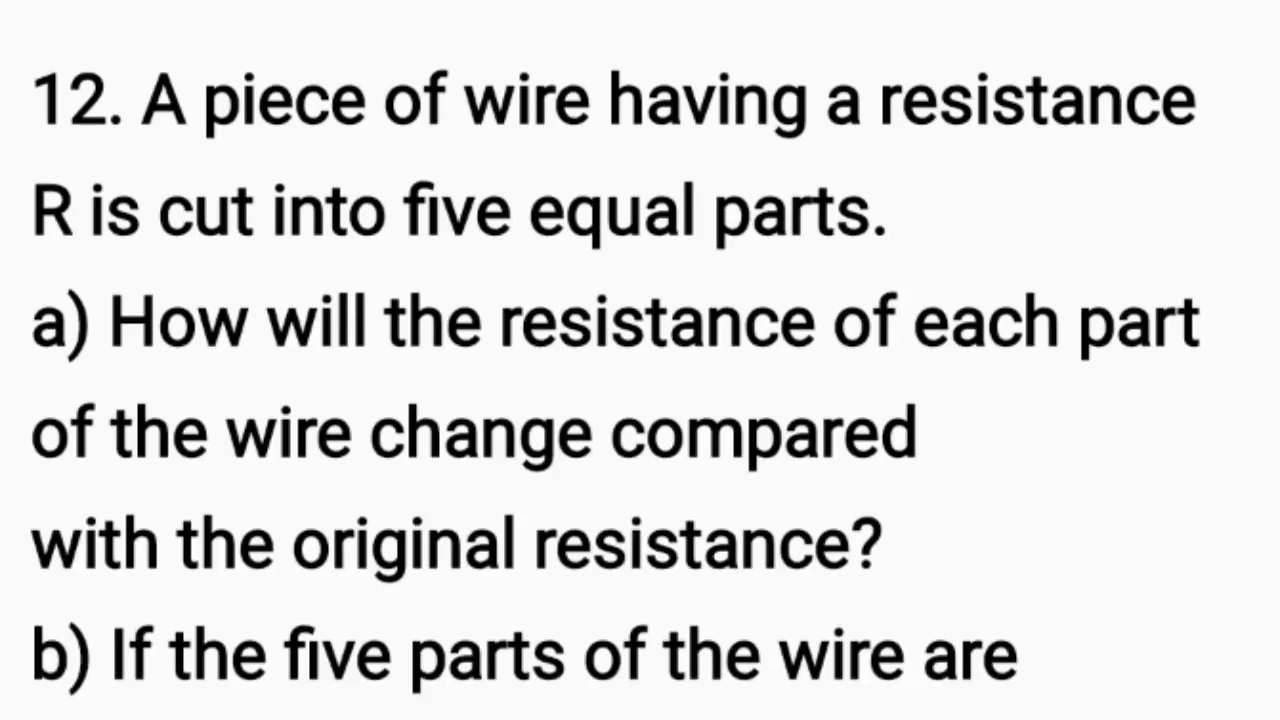 12. A piece of wire having a resistance
R is cut into five equal parts.
a) How will the resistance of each part
of the wire change compared
with the original resistance?
b) If the five parts of the wire are